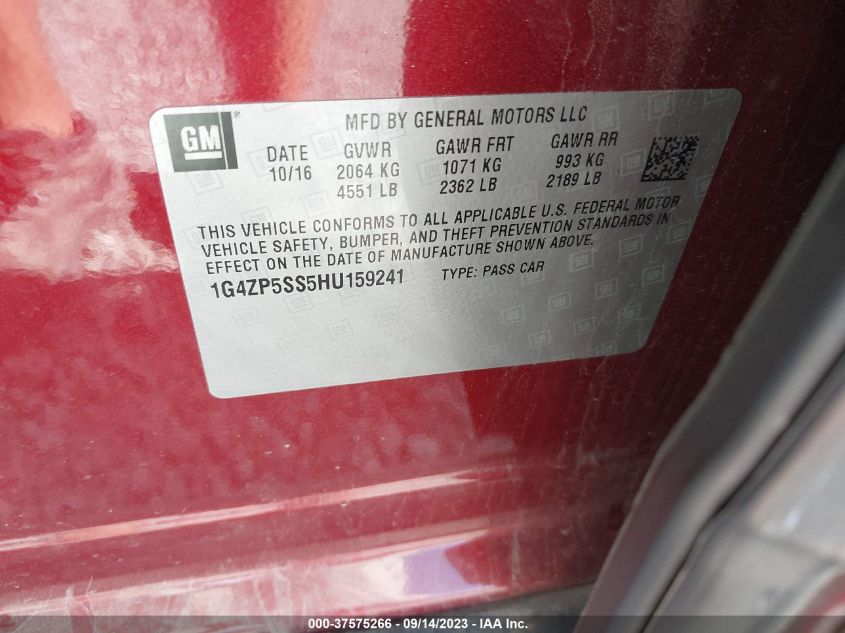 GM
MFD BY GENERAL MOTORS LLC
DATE GVWR GAWR FRT GAWR RR
10/16 2064 KG 1071 KG 993 KG
4551 LB 2362 LB 2189 LB
THIS VEHICLE CONFORMS TO ALL APPLICABLE U.S. FEDERAL MOTOR
VEHICLE SAFETY, BUMPER, AND THEFT PREVENTION STANDARDS IN
EFFECT ON THE DATE OF MANUFACTURE SHOWN ABOVE.
1G4ZP5SS5HU159241 TYPE: PASS CAR
000-37575266 - 09/14/2023 - IAA Inc.